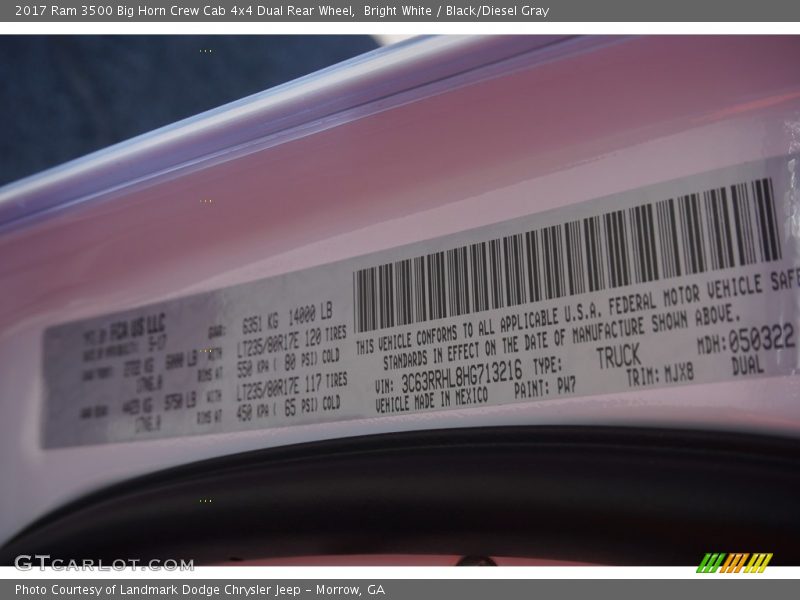 2017 Ram 3500 Big Horn Crew Cab 4x4 Dual Rear Wheel,  Bright White / Black/Diesel Gray
FCA US LLC
6351 KG 14000 LB
LT235/80R17E 120 TIRES
550 KPA ( 80 PSI) COLD
LT235/80R17E 117 TIRES
450 KPA ( 65 PSI) COLD
THIS VEHICLE CONFORMS TO ALL APPLICABLE U.S.A. FEDERAL MOTOR VEHICLE SAFE
STANDARDS IN EFFECT ON THE DATE OF MANUFACTURE SHOWN ABOVE.
VIN: 3C63RRHL8HG713216 TYPE: TRUCK MDH: 050322
VEHICLE MADE IN MEXICO PAINT: PW7 TRIM: MJX8 DUAL
GTCARLOT.COM
Photo Courtesy of Landmark Dodge Chrysler Jeep – Morrow, GA